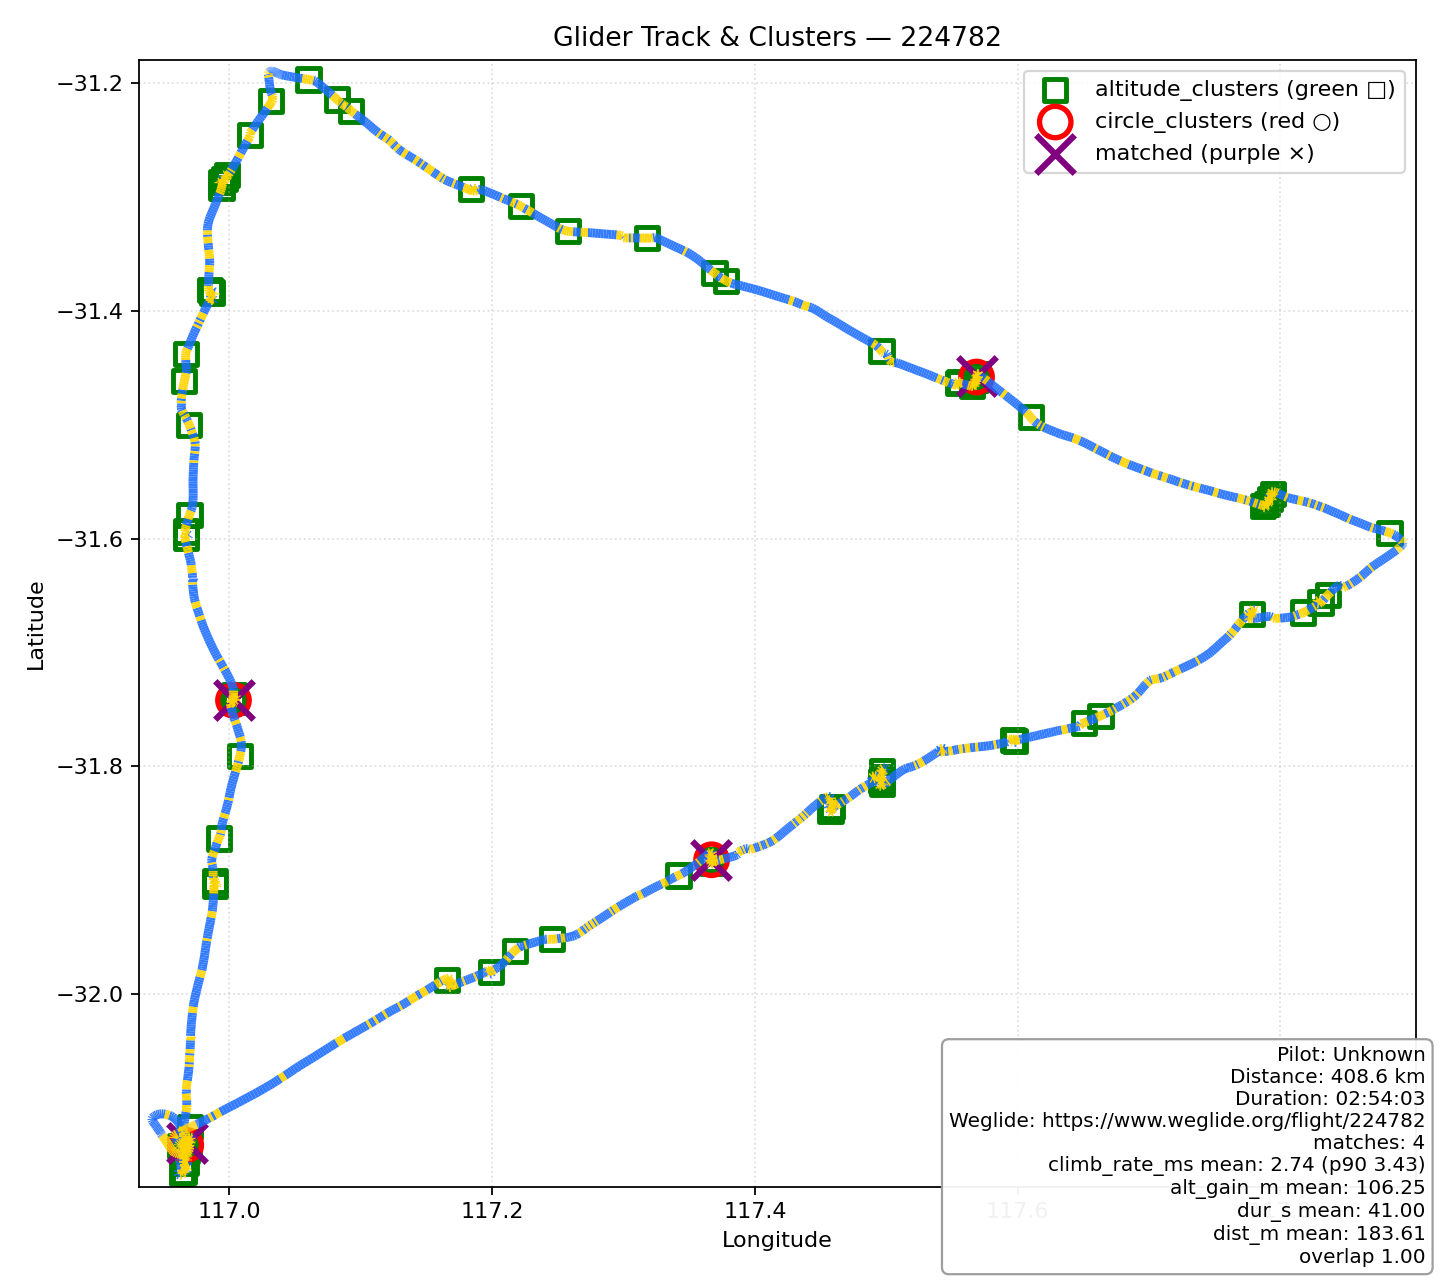 Glider Track & Clusters — 224782
altitude_clusters (green □)
circle_clusters (red ○)
matched (purple ×)
−31.2
−31.4
−31.6
−31.8
−32.0
Latitude
117.0
117.2
117.4
117.6
Longitude
Pilot: Unknown
Distance: 408.6 km
Duration: 02:54:03
Weglide: https://www.weglide.org/flight/224782
matches: 4
climb_rate_ms mean: 2.74 (p90 3.43)
alt_gain_m mean: 106.25
dur_s mean: 41.00
dist_m mean: 183.61
overlap 1.00